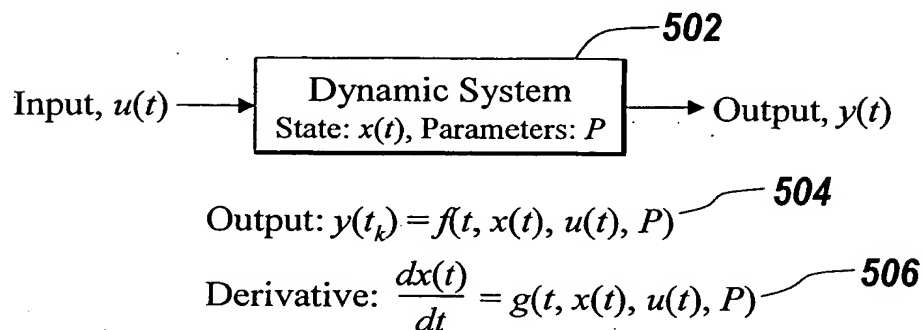 502
Input, u(t)
Dynamic System
State: x(t), Parameters: P
Output, y(t)
504
Output: y(t_k) = f(t, x(t), u(t), P)
506
Derivative: dx(t)/dt = g(t, x(t), u(t), P)